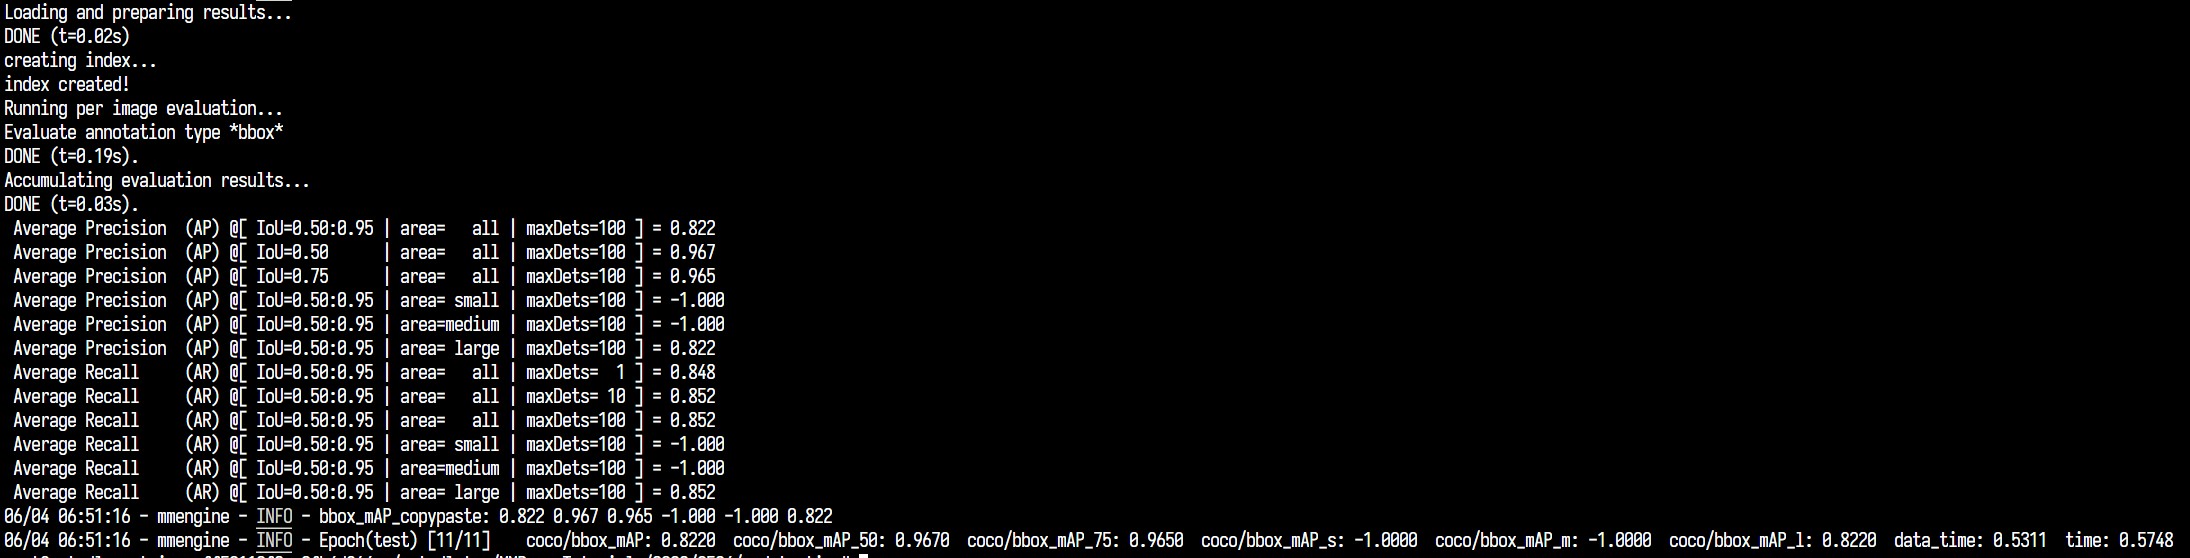 Loading and preparing results...
DONE (t=0.02s)
creating index...
index created!
Running per image evaluation...
Evaluate annotation type *bbox*
DONE (t=0.19s).
Accumulating evaluation results...
DONE (t=0.03s).
 Average Precision  (AP) @[ IoU=0.50:0.95 | area=   all | maxDets=100 ] = 0.822
 Average Precision  (AP) @[ IoU=0.50      | area=   all | maxDets=100 ] = 0.967
 Average Precision  (AP) @[ IoU=0.75      | area=   all | maxDets=100 ] = 0.965
 Average Precision  (AP) @[ IoU=0.50:0.95 | area= small | maxDets=100 ] = -1.000
 Average Precision  (AP) @[ IoU=0.50:0.95 | area=medium | maxDets=100 ] = -1.000
 Average Precision  (AP) @[ IoU=0.50:0.95 | area= large | maxDets=100 ] = 0.822
 Average Recall     (AR) @[ IoU=0.50:0.95 | area=   all | maxDets=  1 ] = 0.848
 Average Recall     (AR) @[ IoU=0.50:0.95 | area=   all | maxDets= 10 ] = 0.852
 Average Recall     (AR) @[ IoU=0.50:0.95 | area=   all | maxDets=100 ] = 0.852
 Average Recall     (AR) @[ IoU=0.50:0.95 | area= small | maxDets=100 ] = -1.000
 Average Recall     (AR) @[ IoU=0.50:0.95 | area=medium | maxDets=100 ] = -1.000
 Average Recall     (AR) @[ IoU=0.50:0.95 | area= large | maxDets=100 ] = 0.852
06/04 06:51:16 - mmengine - INFO - bbox_mAP_copypaste: 0.822 0.967 0.965 -1.000 -1.000 0.822
06/04 06:51:16 - mmengine - INFO - Epoch(test) [11/11]    coco/bbox_mAP: 0.8220  coco/bbox_mAP_50: 0.9670  coco/bbox_mAP_75: 0.9650  coco/bbox_mAP_s: -1.0000  coco/bbox_mAP_m: -1.0000  coco/bbox_mAP_l: 0.8220  data_time: 0.5311  time: 0.5748